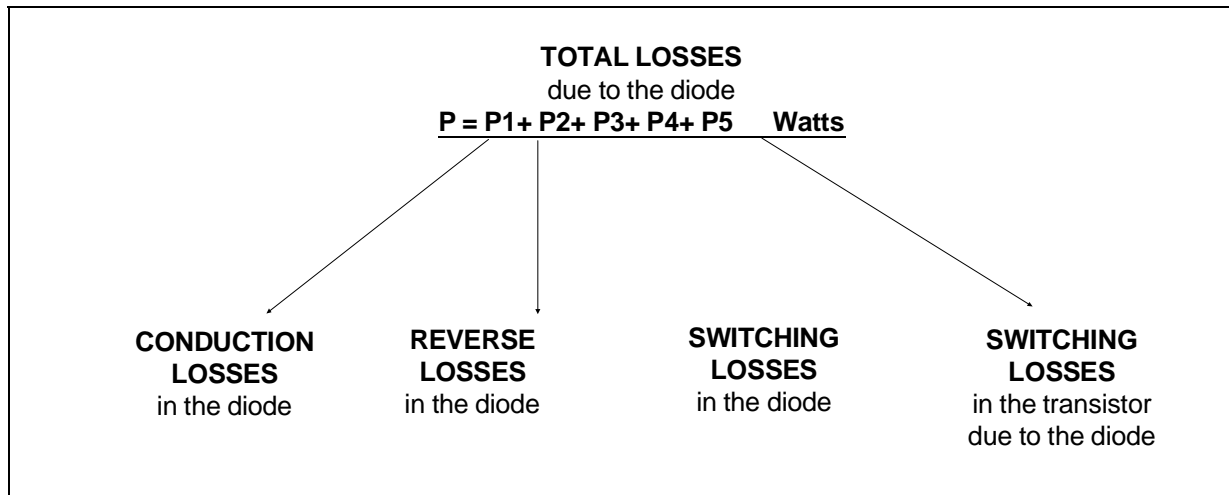 TOTAL LOSSES
due to the diode
P = P1+ P2+ P3+ P4+ P5 Watts
CONDUCTION
LOSSES
in the diode
REVERSE
LOSSES
in the diode
SWITCHING
LOSSES
in the diode
SWITCHING
LOSSES
in the transistor
due to the diode